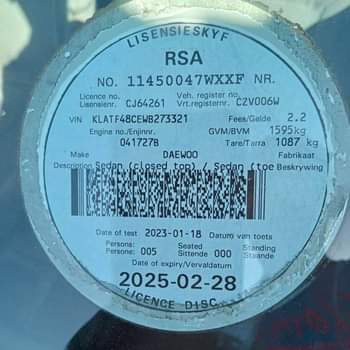 LISENSIESKYF
RSA
NO. 11450047WXXF NR.
Licence no. Veh. register no.
Lisensienr. CJ64261 Vrt.registernr. C2V006W
VIN KLATF48CEWB273321 Fees/Gelde 2.2
Engine no./Enjinnr. GVM/BVM 1595kg
041727B Tare/Tarra 1087 kg
Make DAEWOO Fabrikaat
Description Sedan (closed top) / Sedan (toe Beskrywing
Date of test 2023-01-18 Datum van toets
Persons: Seated Standing
Persone: 005 Sittende 000 Staande
Date of expiry/Vervaldatum
2025-02-28
LICENCE DISC